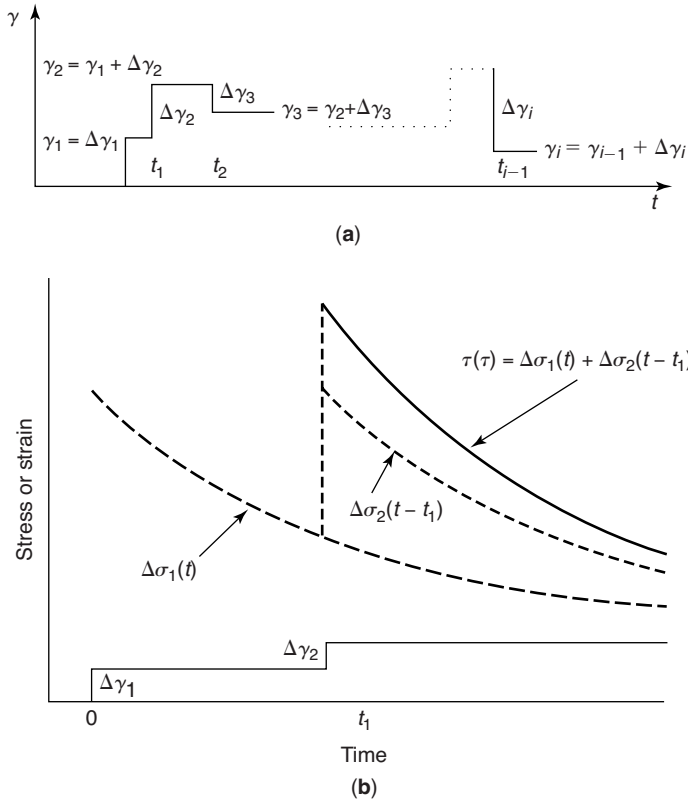 γ
γ₂ = γ₁ + Δγ₂
Δγ₃
Δγ₂
γ₃ = γ₂+Δγ₃
Δγᵢ
γ₁ = Δγ₁
γᵢ = γᵢ₋₁ + Δγᵢ
t₁
t₂
tᵢ₋₁
t
(a)
τ(τ) = Δσ₁(t) + Δσ₂(t − t₁)
Δσ₂(t − t₁)
Δσ₁(t)
Stress or strain
Δγ₂
Δγ₁
0
t₁
Time
(b)